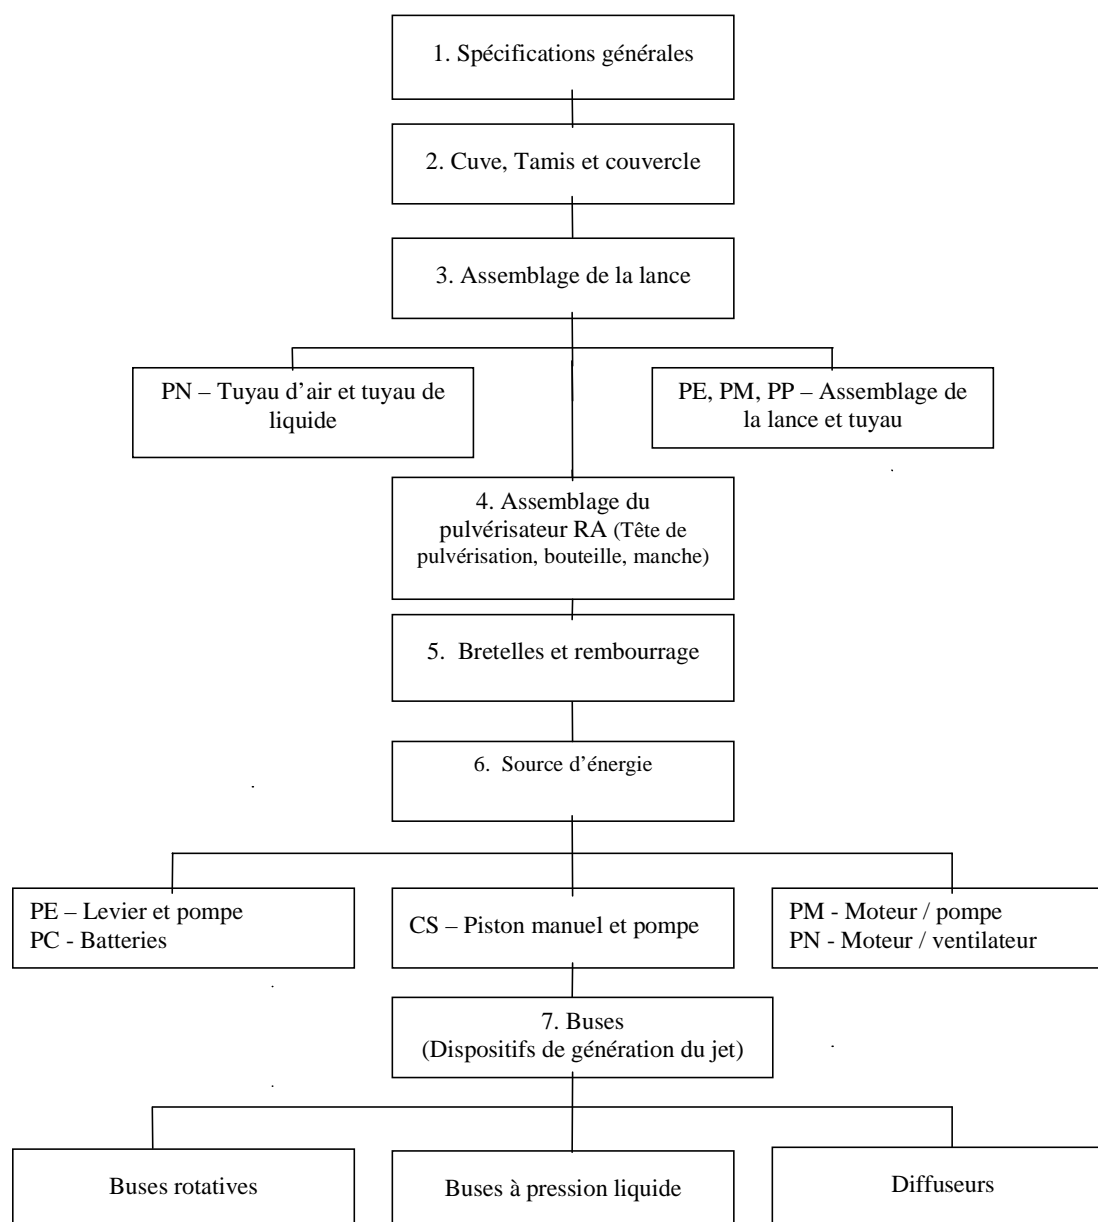 1. Spécifications générales
2. Cuve, Tamis et couvercle
3. Assemblage de la lance
PN – Tuyau d’air et tuyau de
liquide
PE, PM, PP – Assemblage de
la lance et tuyau
4. Assemblage du
pulvérisateur RA (Tête de
pulvérisation, bouteille, manche)
5. Bretelles et rembourrage
6. Source d’énergie
PE – Levier et pompe
PC - Batteries
CS – Piston manuel et pompe
PM - Moteur / pompe
PN - Moteur / ventilateur
7. Buses
(Dispositifs de génération du jet)
Buses rotatives
Buses à pression liquide
Diffuseurs